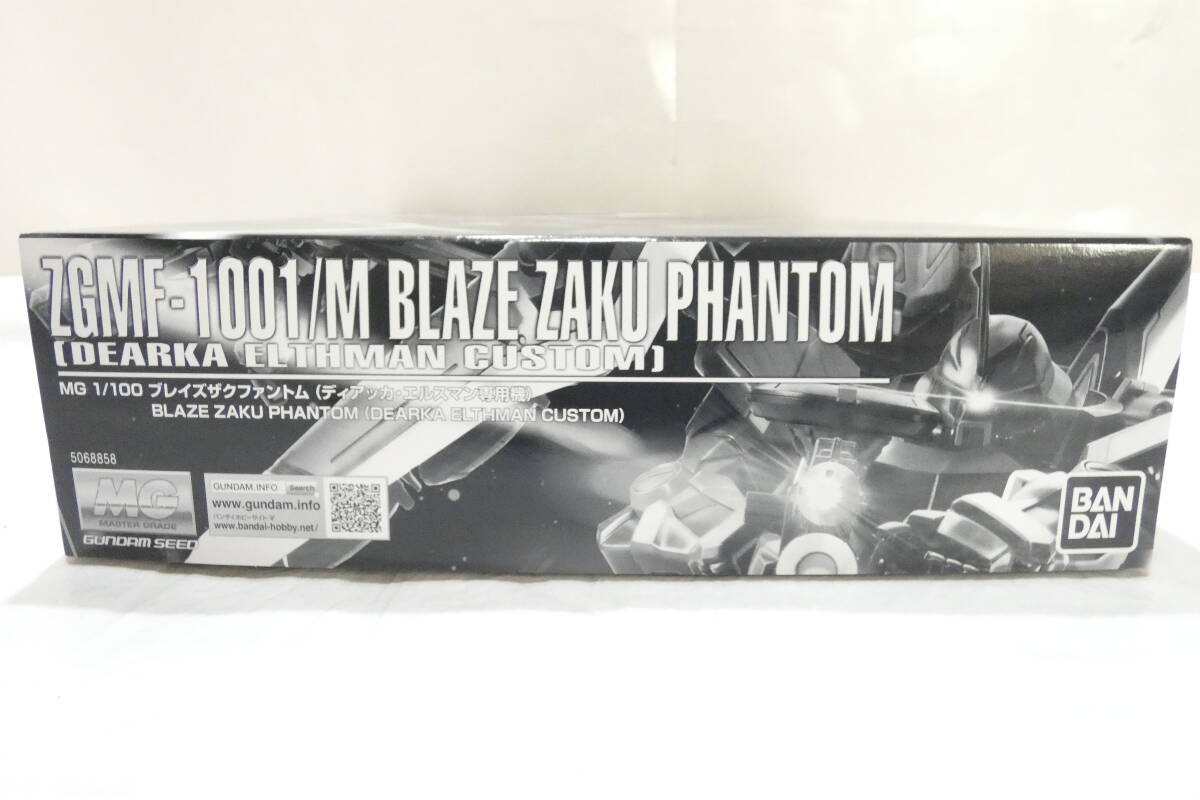 ZGMF-1001/M BLAZE ZAKU PHANTOM
(DEARKA ELTHMAN CUSTOM)
MG 1/100 ブレイズザクファントム（ディアッカ・エルスマン専用機）
BLAZE ZAKU PHANTOM (DEARKA ELTHMAN CUSTOM)
5068858
MG
MASTER GRADE
GUNDAM SEED
GUNDAM.INFO Search
www.gundam.info
バンダイホビーサイト
www.bandai-hobby.net/
BAN
DAI